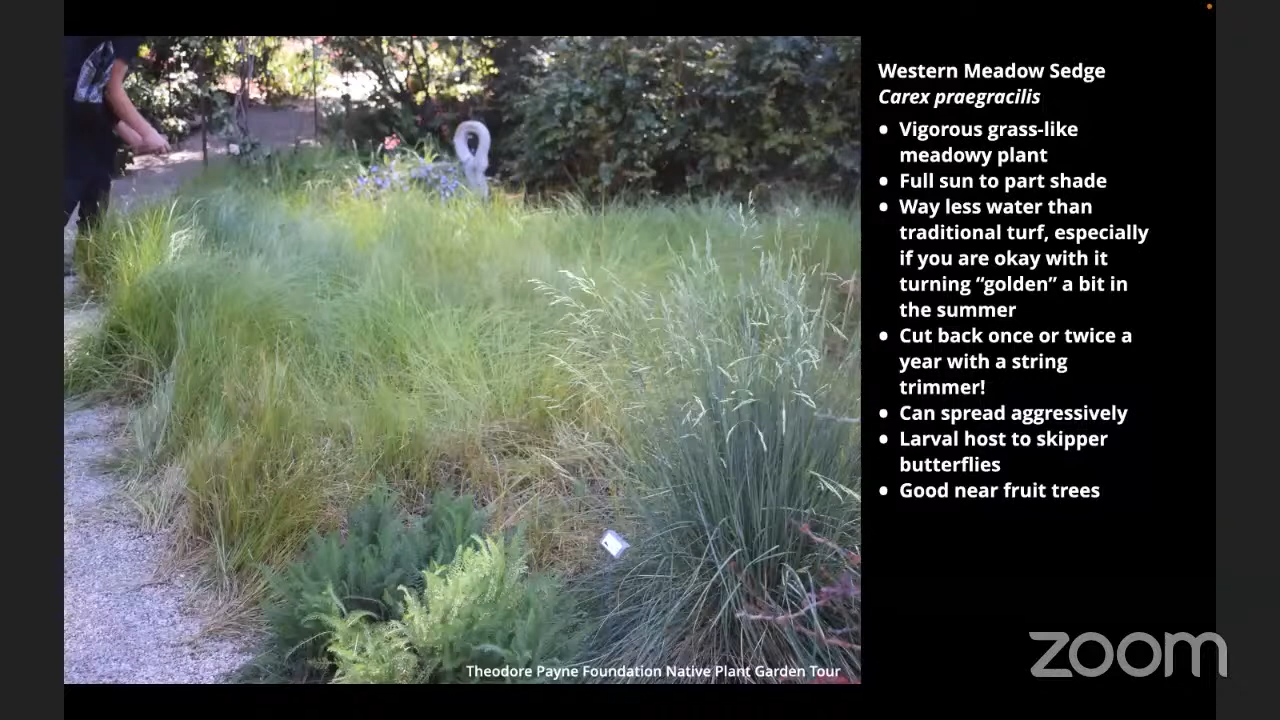 Western Meadow Sedge
Carex praegracilis
• Vigorous grass-like
meadowy plant
• Full sun to part shade
• Way less water than
traditional turf, especially
if you are okay with it
turning “golden” a bit in
the summer
• Cut back once or twice a
year with a string
trimmer!
• Can spread aggressively
• Larval host to skipper
butterflies
• Good near fruit trees
Theodore Payne Foundation Native Plant Garden Tour
zoom